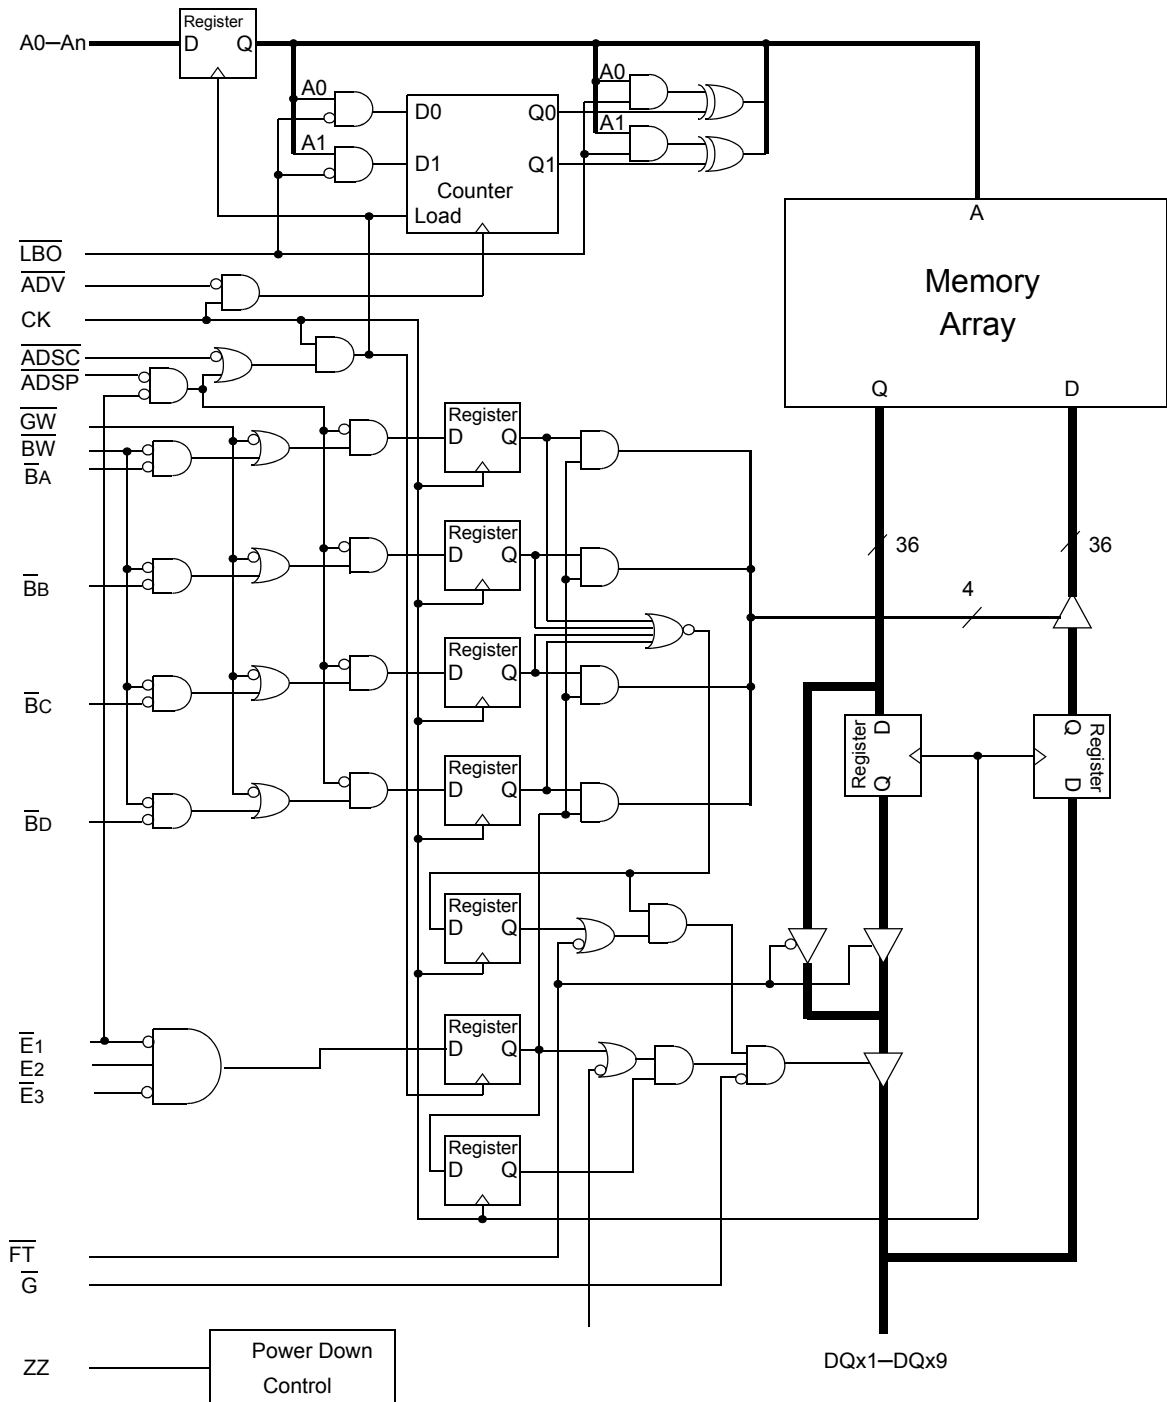 Register
A0–An
D Q
A0
A0
D0
Q0
A1
A1
D1
Q1
Counter
Load
A
LBO
ADV
Memory
CK
Array
ADSC
ADSP
Q
D
GW
Register
BW
D Q
BA
Register
36
36
D Q
BB
4
Register
D Q
BC
Register
D
Q
Q
D
Register
Register
D Q
BD
Register
D Q
Register
E1
D Q
E2
E3
Register
D Q
FT
G
Power Down
ZZ
DQx1–DQx9
Control